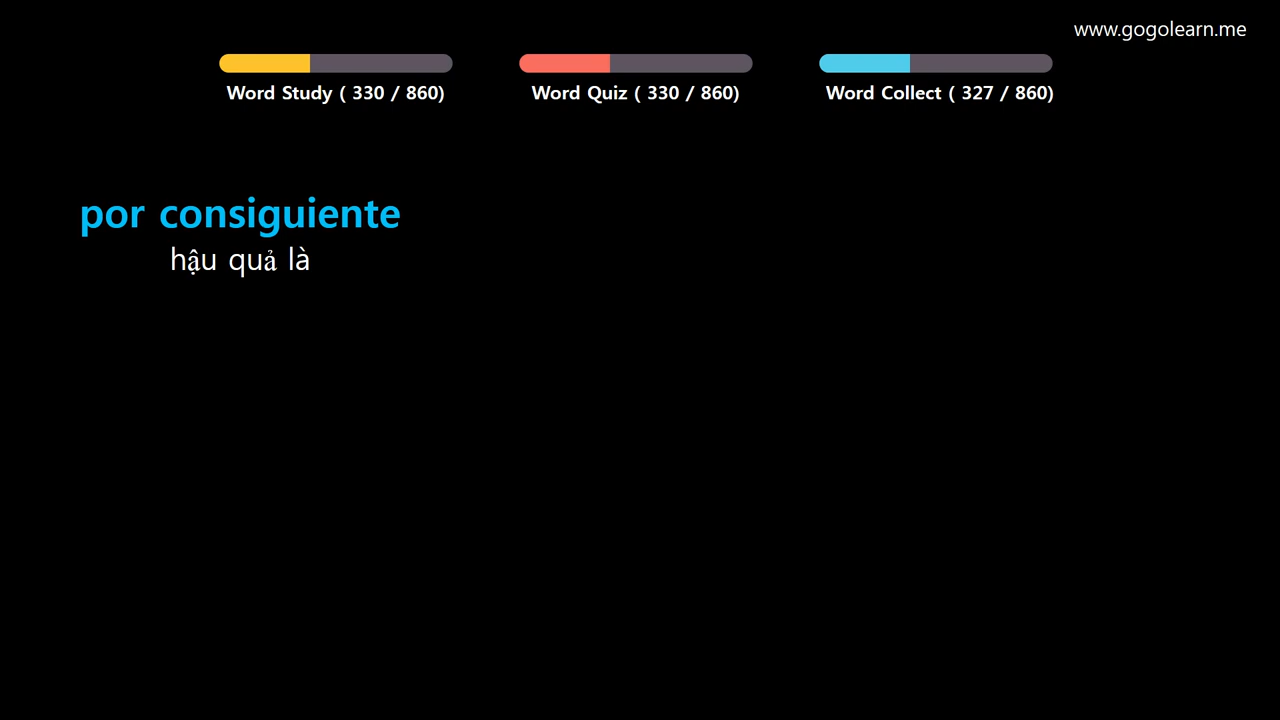 www.gogolearn.me
Word Study ( 330 / 860)
Word Quiz ( 330 / 860)
Word Collect ( 327 / 860)
por consiguiente
hậu quả là